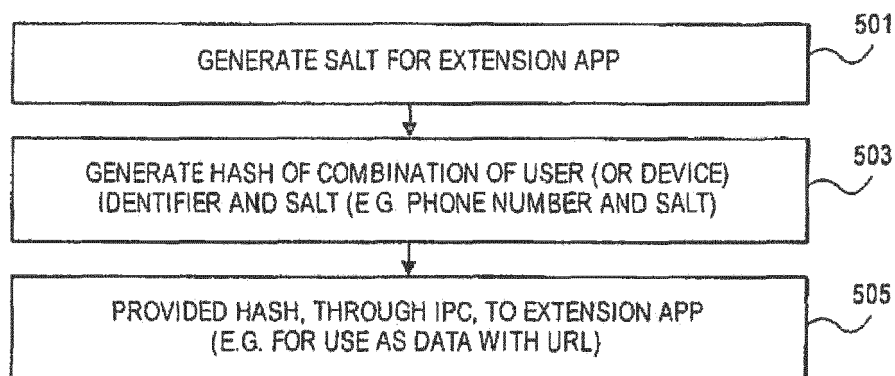 501
GENERATE SALT FOR EXTENSION APP
503
GENERATE HASH OF COMBINATION OF USER (OR DEVICE)
IDENTIFIER AND SALT (E G. PHONE NUMBER AND SALT)
505
PROVIDED HASH, THROUGH IPC, TO EXTENSION APP
(E.G. FOR USE AS DATA WITH URL)